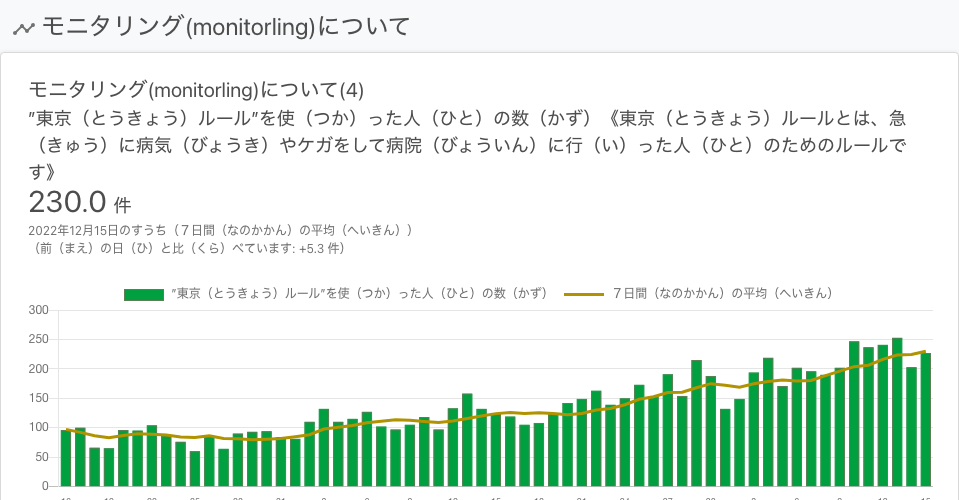 モニタリング(monitorling)について
モニタリング(monitorling)について(4)
”東京（とうきょう）ルール”を使（つか）った人（ひと）の数（かず）《東京（とうきょう）ルールとは、急
（きゅう）に病気（びょうき）やケガをして病院（びょういん）に行（い）った人（ひと）のためのルールで
す》
230.0 件
2022年12月15日のすうち（７日間（なのかかん）の平均（へいきん））
（前（まえ）の日（ひ）と比（くら）べています: +5.3 件）
”東京（とうきょう）ルール”を使（つか）った人（ひと）の数（かず） ７日間（なのかかん）の平均（へいきん）
300
250
200
150
100
50
0